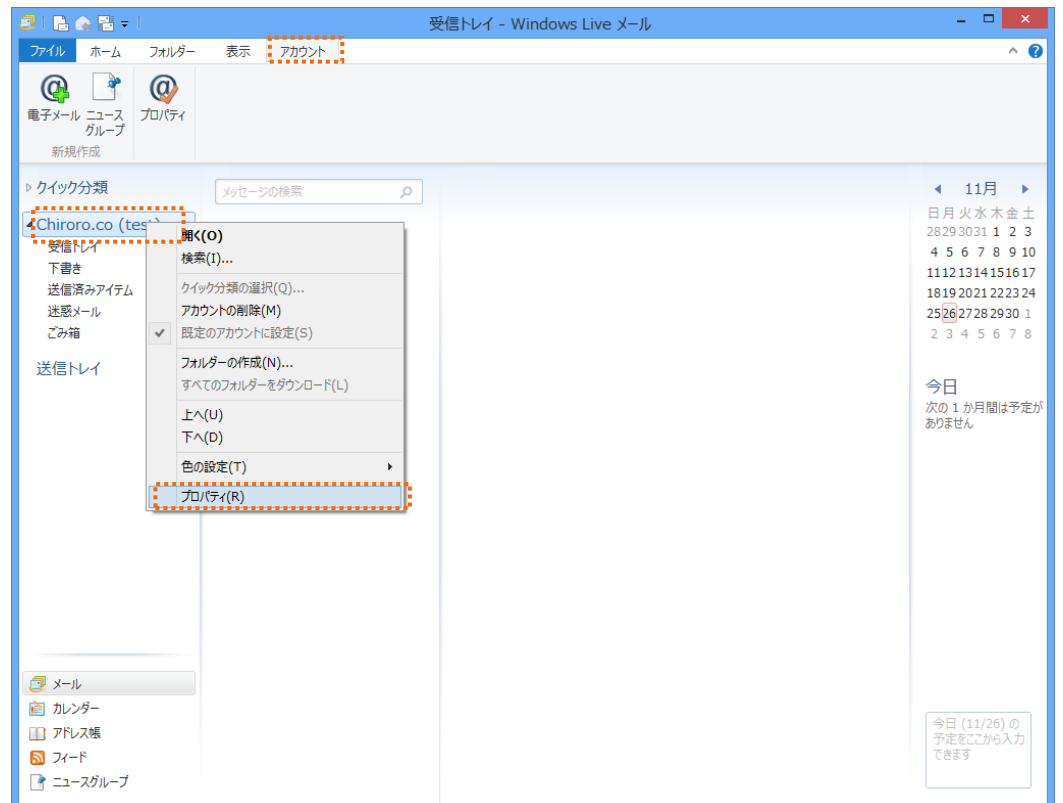 受信トレイ - Windows Live メール
ファイル ホーム フォルダー 表示 アカウント
電子メール ニュース グループ プロパティ
新規作成
クイック分類
Chiroro.co (test)
受信トレイ
下書き
送信済みアイテム
迷惑メール
ごみ箱
送信トレイ
メッセージの検索
開く(O)
検索(I)...
クイック分類の選択(Q)...
アカウントの削除(M)
既定のアカウントに設定(S)
フォルダーの作成(N)...
すべてのフォルダーをダウンロード(L)
上へ(U)
下へ(D)
色の設定(T)
プロパティ(R)
11月
日 月 火 水 木 金 土
28 29 30 31 1 2 3
4 5 6 7 8 9 10
11 12 13 14 15 16 17
18 19 20 21 22 23 24
25 26 27 28 29 30 1
2 3 4 5 6 7 8
今日
次の 1 か月間は予定が
ありません
メール
カレンダー
アドレス帳
フィード
ニュースグループ
今日 (11/26) の
予定をここから入力
できます